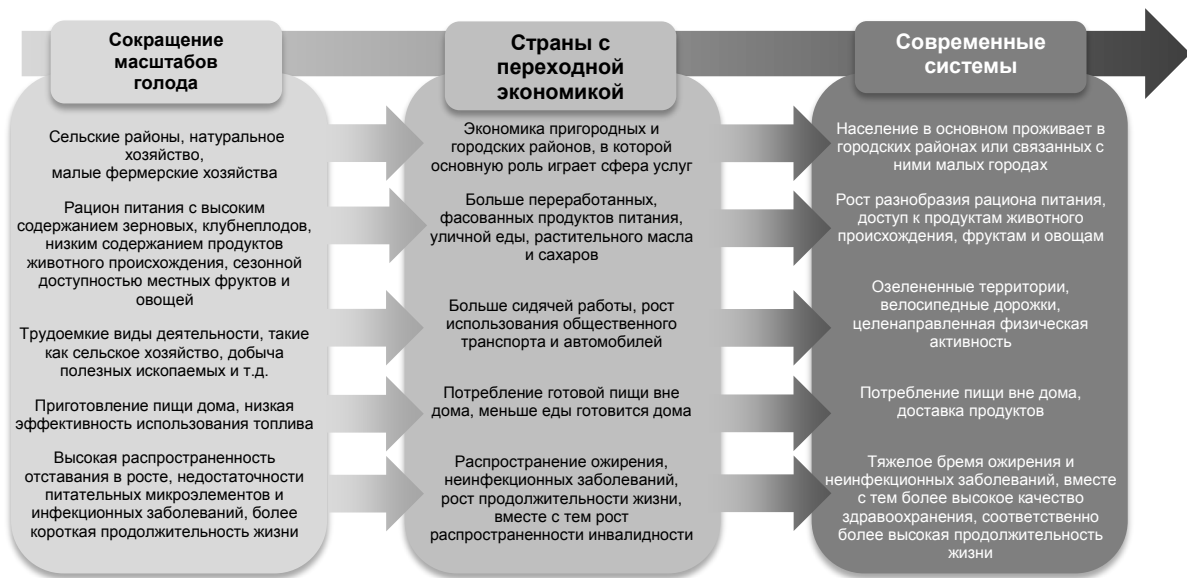 Сокращение
масштабов
голода
Сельские районы, натуральное
хозяйство,
малые фермерские хозяйства
Рацион питания с высоким
содержанием зерновых, клубнеплодов,
низким содержанием продуктов
животного происхождения, сезонной
доступностью местных фруктов и
овощей
Трудоемкие виды деятельности, такие
как сельское хозяйство, добыча
полезных ископаемых и т.д.
Приготовление пищи дома, низкая
эффективность использования топлива
Высокая распространенность
отставания в росте, недостаточности
питательных микроэлементов и
инфекционных заболеваний, более
короткая продолжительность жизни
Страны с
переходной
экономикой
Экономика пригородных и
городских районов, в которой
основную роль играет сфера услуг
Больше переработанных,
фасованных продуктов питания,
уличной еды, растительного масла
и сахаров
Больше сидячей работы, рост
использования общественного
транспорта и автомобилей
Потребление готовой пищи вне
дома, меньше еды готовится дома
Распространение ожирения,
неинфекционных заболеваний,
рост продолжительности жизни,
вместе с тем рост
распространенности инвалидности
Современные
системы
Население в основном проживает в
городских районах или связанных с
ними малых городах
Рост разнобразия рациона питания,
доступ к продуктам животного
происхождения, фруктам и овощам
Озелененные территории,
велосипедные дорожки,
целенаправленная физическая
активность
Потребление пищи вне дома,
доставка продуктов
Тяжелое бремя ожирения и
неинфекционных заболеваний, вместе
с тем более высокое качество
здравоохранения, соответственно
более высокая продолжительность
жизни